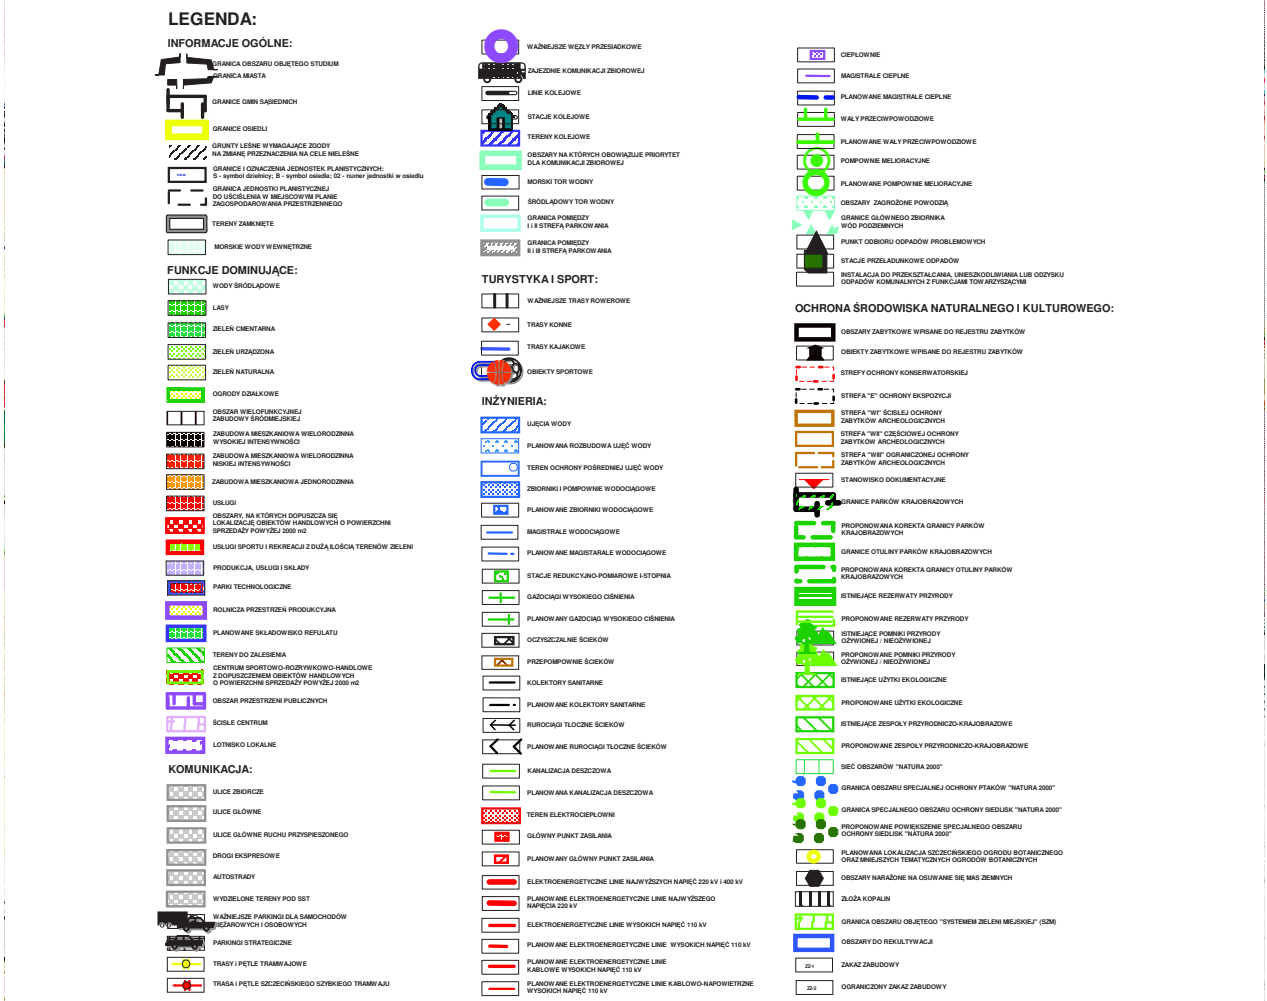 LEGENDA:
INFORMACJE OGÓLNE:
GRANICA OBSZARU OBJĘTEGO STUDIUM
GRANICA MIASTA
GRANICE GMIN SĄSIEDNICH
GRANICE OSIEDLI
GRUNTY LEŚNE WYMAGAJĄCE ZGODY
NA ZMIANĘ PRZEZNACZENIA NA CELE NIELEŚNE
GRANICE I OZNACZENIA JEDNOSTEK PLANISTYCZNYCH:
S - symbol dzielnicy; B - symbol osiedla; 02 - numer jednostki w osiedlu
GRANICA JEDNOSTKI PLANISTYCZNEJ
DO UŚCIŚLENIA W MIEJSCOWYM PLANIE
ZAGOSPODAROWANIA PRZESTRZENNEGO
TERENY ZAMKNIĘTE
MORSKIE WODY WEWNĘTRZNE
FUNKCJE DOMINUJĄCE:
WODY ŚRÓDLĄDOWE
LASY
ZIELEŃ CMENTARNA
ZIELEŃ URZĄDZONA
ZIELEŃ NATURALNA
OGRODY DZIAŁKOWE
OBSZAR WIELOFUNKCYJNEJ
ZABUDOWY ŚRÓDMIEJSKIEJ
ZABUDOWA MIESZKANIOWA WIELORODZINNA
WYSOKIEJ INTENSYWNOŚCI
ZABUDOWA MIESZKANIOWA WIELORODZINNA
NISKIEJ INTENSYWNOŚCI
ZABUDOWA MIESZKANIOWA JEDNORODZINNA
USŁUGI
OBSZARY, NA KTÓRYCH DOPUSZCZA SIĘ
LOKALIZACJĘ OBIEKTÓW HANDLOWYCH O POWIERZCHNI
SPRZEDAŻY POWYŻEJ 2000 m2
USŁUGI SPORTU I REKREACJI Z DUŻĄ ILOŚCIĄ TERENÓW ZIELENI
PRODUKCJA, USŁUGI I SKŁADY
PARKI TECHNOLOGICZNE
ROLNICZA PRZESTRZEŃ PRODUKCYJNA
PLANOWANE SKŁADOWISKO REFULATU
TERENY DO ZALESIENIA
CENTRUM SPORTOWO-ROZRYWKOWO-HANDLOWE
Z DOPUSZCZENIEM OBIEKTÓW HANDLOWYCH
O POWIERZCHNI SPRZEDAŻY POWYŻEJ 2000 m2
OBSZAR PRZESTRZENI PUBLICZNYCH
ŚCISŁE CENTRUM
LOTNISKO LOKALNE
KOMUNIKACJA:
ULICE ZBIORCZE
ULICE GŁÓWNE
ULICE GŁÓWNE RUCHU PRZYSPIESZONEGO
DROGI EKSPRESOWE
AUTOSTRADY
WYDZIELONE TERENY POD SST
WAŻNIEJSZE PARKINGI DLA SAMOCHODÓW
CIĘŻAROWYCH I OSOBOWYCH
PARKINGI STRATEGICZNE
TRASY I PĘTLE TRAMWAJOWE
TRASA I PĘTLE SZCZECIŃSKIEGO SZYBKIEGO TRAMWAJU
WAŻNIEJSZE WĘZŁY PRZESIADKOWE
ZAJEZDNIE KOMUNIKACJI ZBIOROWEJ
LINIE KOLEJOWE
STACJE KOLEJOWE
TERENY KOLEJOWE
OBSZARY NA KTÓRYCH OBOWIĄZUJE PRIORYTET
DLA KOMUNIKACJI ZBIOROWEJ
MORSKI TOR WODNY
ŚRÓDLĄDOWY TOR WODNY
GRANICA POMIĘDZY
I I II STREFĄ PARKOWANIA
GRANICA POMIĘDZY
II I III STREFĄ PARKOWANIA
TURYSTYKA I SPORT:
WAŻNIEJSZE TRASY ROWEROWE
TRASY KONNE
TRASY KAJAKOWE
OBIEKTY SPORTOWE
INŻYNIERIA:
UJĘCIA WODY
PLANOWANA ROZBUDOWA UJĘĆ WODY
TEREN OCHRONY POŚREDNIEJ UJĘĆ WODY
ZBIORNIKI I POMPOWNIE WODOCIĄGOWE
PLANOWANE ZBIORNIKI WODOCIĄGOWE
MAGISTRALE WODOCIĄGOWE
PLANOWANE MAGISTARALE WODOCIĄGOWE
STACJE REDUKCYJNO-POMIAROWE I-STOPNIA
GAZOCIĄGI WYSOKIEGO CIŚNIENIA
PLANOWANY GAZOCIĄG WYSOKIEGO CIŚNIENIA
OCZYSZCZALNIE ŚCIEKÓW
PRZEPOMPOWNIE ŚCIEKÓW
KOLEKTORY SANITARNE
PLANOWANE KOLEKTORY SANITARNE
RUROCIĄGI TŁOCZNE ŚCIEKÓW
PLANOWANE RUROCIĄGI TŁOCZNE ŚCIEKÓW
KANALIZACJA DESZCZOWA
PLANOWANA KANALIZACJA DESZCZOWA
TEREN ELEKTROCIEPŁOWNI
GŁÓWNY PUNKT ZASILANIA
PLANOWANY GŁÓWNY PUNKT ZASILANIA
ELEKTROENERGETYCZNE LINIE NAJWYŻSZYCH NAPIĘĆ 220 kV i 400 kV
PLANOWANE ELEKTROENERGETYCZNE LINIE NAJWYŻSZEGO
NAPIĘCIA 220 kV
ELEKTROENERGETYCZNE LINIE WYSOKICH NAPIĘĆ 110 kV
PLANOWANE ELEKTROENERGETYCZNE LINIE WYSOKICH NAPIĘĆ 110 kV
PLANOWANE ELEKTROENERGETYCZNE LINIE
KABLOWE WYSOKICH NAPIĘĆ 110 kV
PLANOWANE ELEKTROENERGETYCZNE LINIE KABLOWO-NAPOWIETRZNE
WYSOKICH NAPIĘĆ 110 kV
CIEPŁOWNIE
MAGISTRALE CIEPLNE
PLANOWANE MAGISTRALE CIEPLNE
WAŁY PRZECIWPOWODZIOWE
PLANOWANE WAŁY PRZECIWPOWODZIOWE
POMPOWNIE MELIORACYJNE
PLANOWANE POMPOWNIE MELIORACYJNE
OBSZARY ZAGROŻONE POWODZIĄ
GRANICE GŁÓWNEGO ZBIORNIKA
WÓD PODZIEMNYCH
PUNKT ODBIORU ODPADÓW PROBLEMOWYCH
STACJE PRZEŁADUNKOWE ODPADÓW
INSTALACJA DO PRZEKSZTAŁCANIA, UNIESZKODLIWIANIA LUB ODZYSKU
ODPADÓW KOMUNALNYCH Z FUNKCJAMI TOWARZYSZĄCYMI
OCHRONA ŚRODOWISKA NATURALNEGO I KULTUROWEGO:
OBSZARY ZABYTKOWE WPISANE DO REJESTRU ZABYTKÓW
OBIEKTY ZABYTKOWE WPISANE DO REJESTRU ZABYTKÓW
STREFY OCHRONY KONSERWATORSKIEJ
STREFA "E" OCHRONY EKSPOZYCJI
STREFA "WI" ŚCISŁEJ OCHRONY
ZABYTKÓW ARCHEOLOGICZNYCH
STREFA "WII" CZĘŚCIOWEJ OCHRONY
ZABYTKÓW ARCHEOLOGICZNYCH
STREFA "WIII" OGRANICZONEJ OCHRONY
ZABYTKÓW ARCHEOLOGICZNYCH
STANOWISKO DOKUMENTACYJNE
GRANICE PARKÓW KRAJOBRAZOWYCH
PROPONOWANA KOREKTA GRANICY PARKÓW
KRAJOBRAZOWYCH
GRANICE OTULINY PARKÓW KRAJOBRAZOWYCH
PROPONOWANA KOREKTA GRANICY OTULINY PARKÓW
KRAJOBRAZOWYCH
ISTNIEJĄCE REZERWATY PRZYRODY
PROPONOWANE REZERWATY PRZYRODY
ISTNIEJĄCE POMNIKI PRZYRODY
OŻYWIONEJ / NIEOŻYWIONEJ
PROPONOWANE POMNIKI PRZYRODY
OŻYWIONEJ / NIEOŻYWIONEJ
ISTNIEJĄCE UŻYTKI EKOLOGICZNE
PROPONOWANE UŻYTKI EKOLOGICZNE
ISTNIEJĄCE ZESPOŁY PRZYRODNICZO-KRAJOBRAZOWE
PROPONOWANE ZESPOŁY PRZYRODNICZO-KRAJOBRAZOWE
SIEĆ OBSZARÓW "NATURA 2000"
GRANICA OBSZARU SPECJALNEJ OCHRONY PTAKÓW "NATURA 2000"
GRANICA SPECJALNEGO OBSZARU OCHRONY SIEDLISK "NATURA 2000"
PROPONOWANE POWIĘKSZENIE SPECJALNEGO OBSZARU
OCHRONY SIEDLISK "NATURA 2000"
PLANOWANA LOKALIZACJA SZCZECIŃSKIEGO OGRODU BOTANICZNEGO
ORAZ MNIEJSZYCH TEMATYCZNYCH OGRODÓW BOTANICZNYCH
OBSZARY NARAŻONE NA OSUWANIE SIĘ MAS ZIEMNYCH
ZŁOŻA KOPALIN
GRANICA OBSZARU OBJĘTEGO "SYSTEMEM ZIELENI MIEJSKIEJ" (SZM)
OBSZARY DO REKULTYWACJI
ZZ-1 ZAKAZ ZABUDOWY
ZZ-2 OGRANICZONY ZAKAZ ZABUDOWY